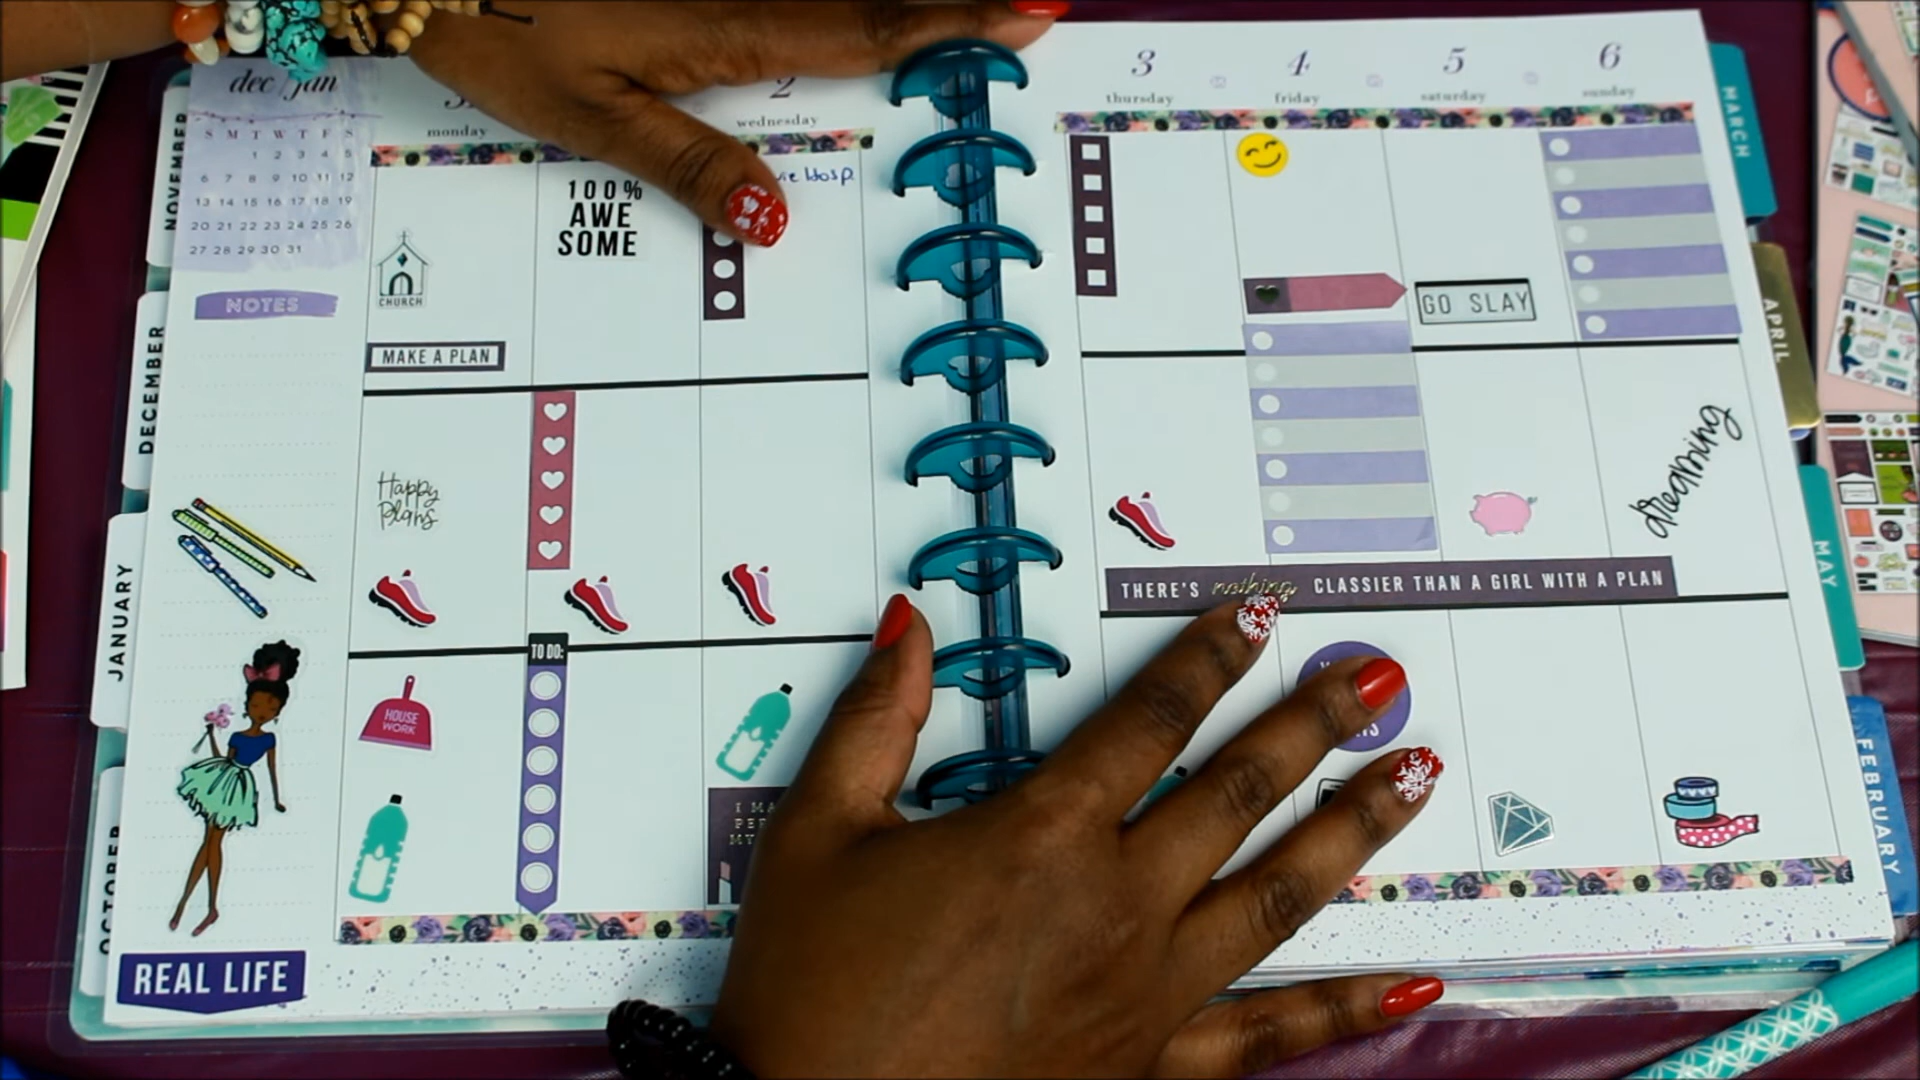 dec/jan
S M T W T F S
1 2 3 4 5
6 7 8 9 10 11 12
13 14 15 16 17 18 19
20 21 22 23 24 25 26
27 28 29 30 31
NOTES
REAL LIFE
NOVEMBER
DECEMBER
JANUARY
OCTOBER
monday
2
wednesday
Hosp.
100%
AWE
SOME
CHURCH
MAKE A PLAN
Happy
Plans
TO DO:
HOUSE
WORK
I
MY
3
thursday
4
friday
5
saturday
6
sunday
GO SLAY
dreaming
THERE'S nothing CLASSIER THAN A GIRL WITH A PLAN
MARCH
APRIL
MAY
FEBRUARY